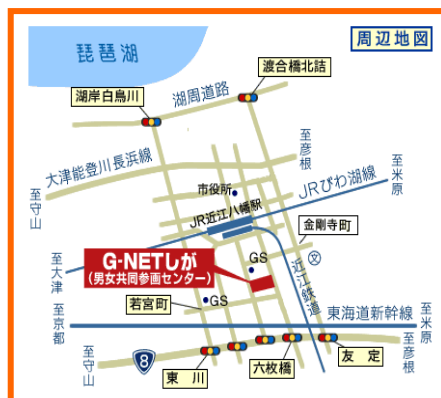 周辺地図
琵琶湖
渡合橋北詰
湖岸白鳥川
湖周道路
大津能登川長浜線
至彦根
至守山
市役所
JRびわ湖線
至米原
JR近江八幡駅
金剛寺町
G-NETしが
(男女共同参画センター)
GS
文
近江鉄道
至大津
若宮町
GS
東海道新幹線
至京都
至米原
至守山
8
東川
六枚橋
友定
至彦根